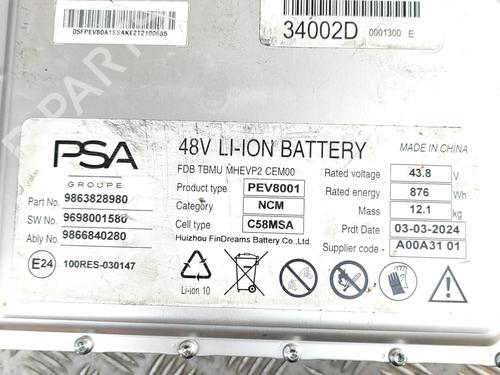 05FPEV80A1SSAKE2T2100685
34002D 0001300 E
PSA
GROUPE
Part No. 9863828980
SW No. 9698001580
Ably No. 9866840280
E24 100RES-030147
48V LI-ION BATTERY
FDB TBMU MHEVP2 CEM00
Product type PEV8001
Category NCM
Cell type C58MSA
Huizhou FinDreams Battery Co.,Ltd.
Li-ion 10
MADE IN CHINA
Rated voltage 43.8 V
Rated energy 876 Wh
Mass 12.1 kg
Prdt Date 03-03-2024
Supplier code A00A31 01